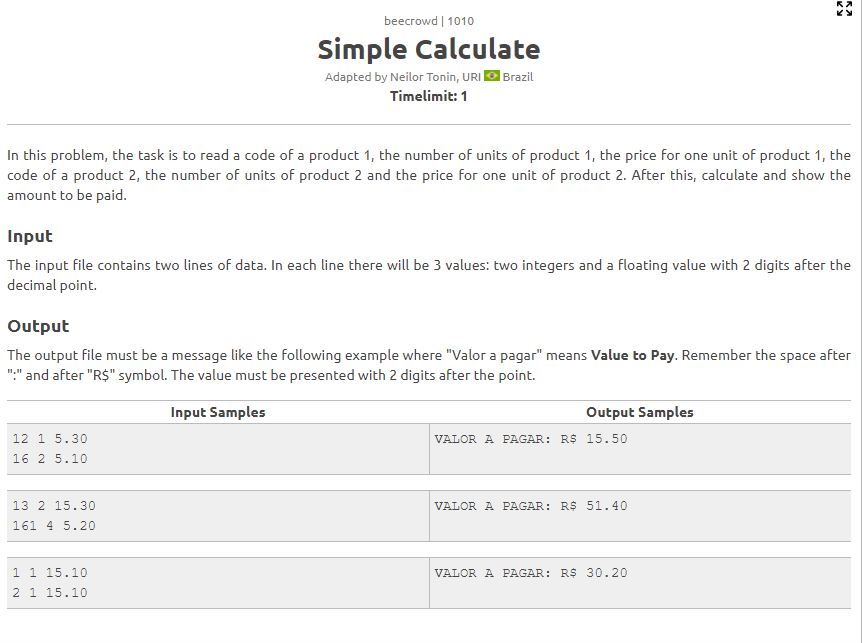 beecrowd | 1010
Simple Calculate
Adapted by Neilor Tonin, URI Brazil
Timelimit: 1
In this problem, the task is to read a code of a product 1, the number of units of product 1, the price for one unit of product 1, the
code of a product 2, the number of units of product 2 and the price for one unit of product 2. After this, calculate and show the
amount to be paid.
Input
The input file contains two lines of data. In each line there will be 3 values: two integers and a floating value with 2 digits after the
decimal point.
Output
The output file must be a message like the following example where "Valor a pagar" means Value to Pay. Remember the space after
":" and after "R$" symbol. The value must be presented with 2 digits after the point.
Input Samples Output Samples
12 1 5.30 VALOR A PAGAR: R$ 15.50
16 2 5.10
13 2 15.30 VALOR A PAGAR: R$ 51.40
161 4 5.20
1 1 15.10 VALOR A PAGAR: R$ 30.20
2 1 15.10